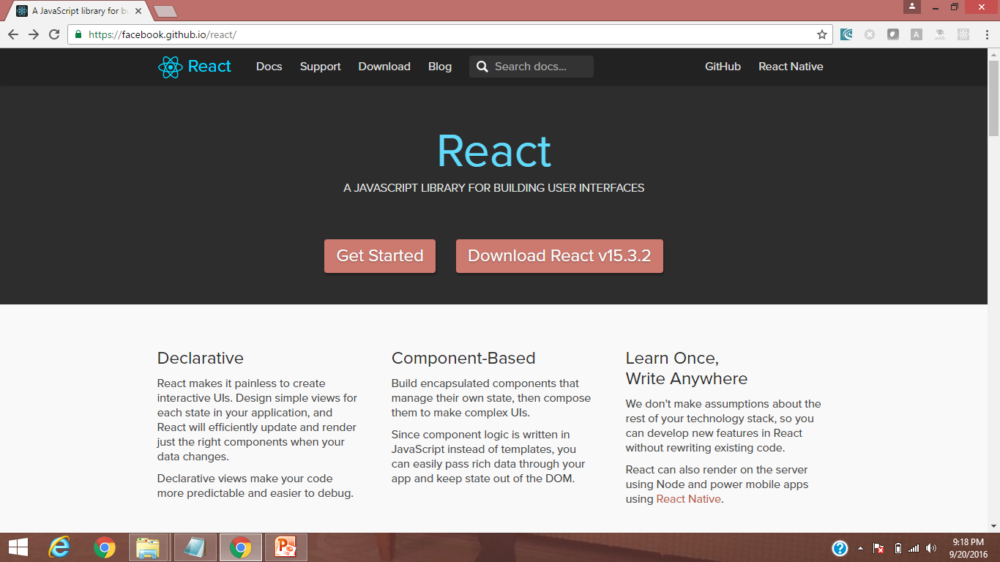 A JavaScript library for bu
https://facebook.github.io/react/
React Docs Support Download Blog Search docs... GitHub React Native
React
A JAVASCRIPT LIBRARY FOR BUILDING USER INTERFACES
Get Started Download React v15.3.2
Declarative
React makes it painless to create
interactive UIs. Design simple views for
each state in your application, and
React will efficiently update and render
just the right components when your
data changes.
Declarative views make your code
more predictable and easier to debug.
Component-Based
Build encapsulated components that
manage their own state, then compose
them to make complex UIs.
Since component logic is written in
JavaScript instead of templates, you
can easily pass rich data through your
app and keep state out of the DOM.
Learn Once,
Write Anywhere
We don't make assumptions about the
rest of your technology stack, so you
can develop new features in React
without rewriting existing code.
React can also render on the server
using Node and power mobile apps
using React Native.
9:18 PM
9/20/2016